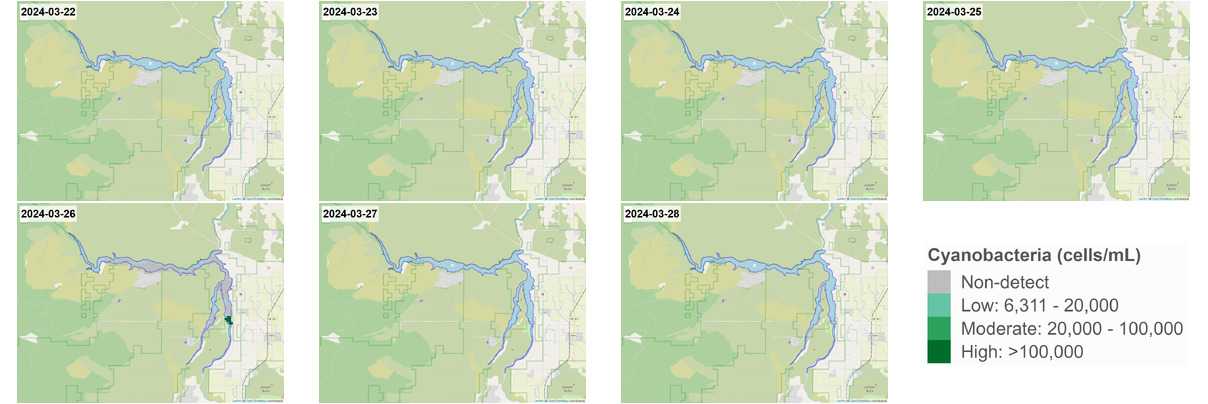 2024-03-22
2024-03-23
2024-03-24
2024-03-25
2024-03-26
2024-03-27
2024-03-28
Cyanobacteria (cells/mL)
Non-detect
Low: 6,311 - 20,000
Moderate: 20,000 - 100,000
High: >100,000